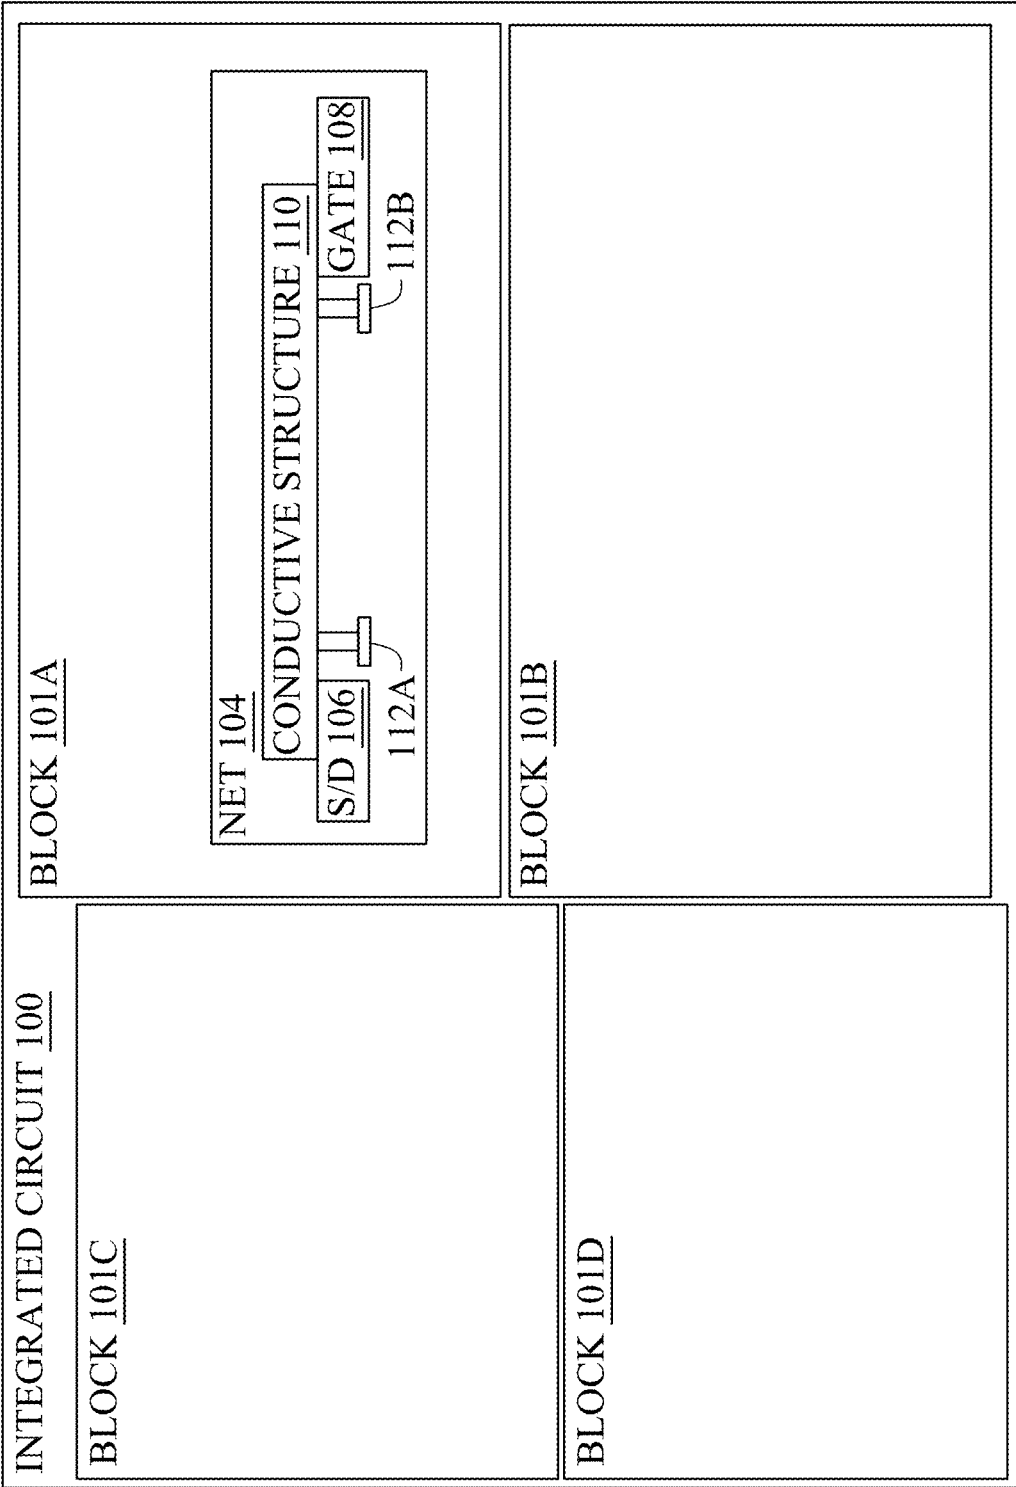 INTEGRATED CIRCUIT 100
BLOCK 101C
BLOCK 101D
BLOCK 101A
NET 104
CONDUCTIVE STRUCTURE 110
S/D 106
GATE 108
112A
112B
BLOCK 101B